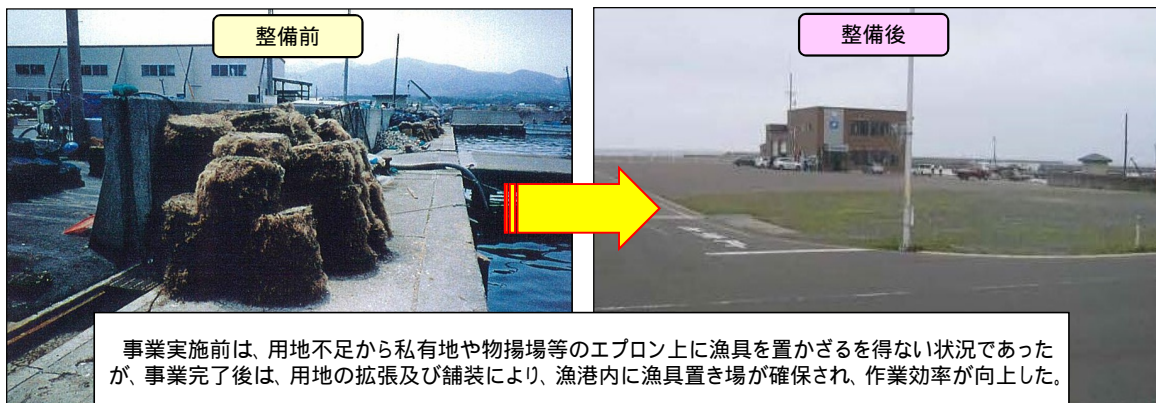 整備前
整備後
事業実施前は、用地不足から私有地や物揚場等のエプロン上に漁具を置かざるを得ない状況であった
が、事業完了後は、用地の拡張及び舗装により、漁港内に漁具置き場が確保され、作業効率が向上した。